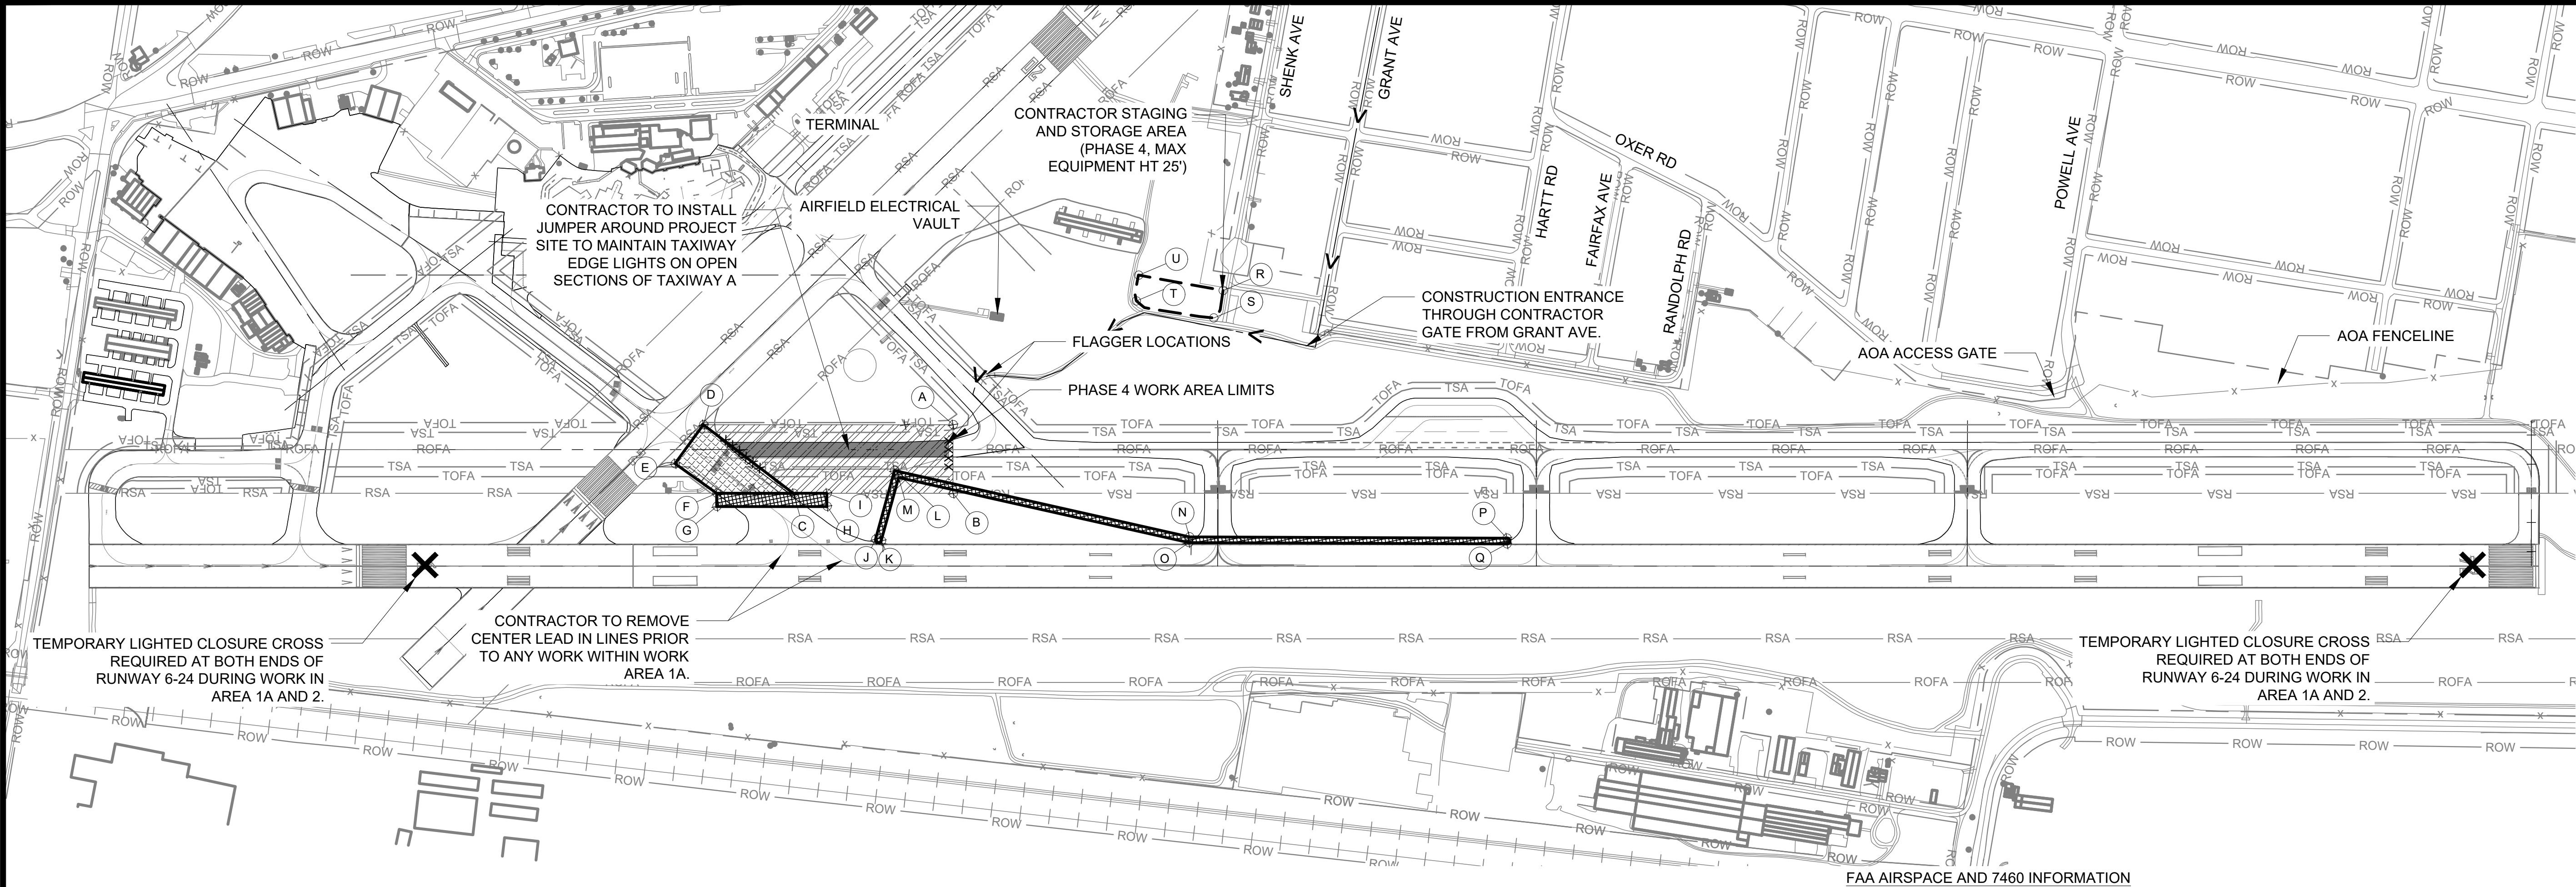 SHENK AVE
GRANT AVE
TERMINAL
CONTRACTOR STAGING
AND STORAGE AREA
(PHASE 4, MAX
EQUIPMENT HT 25')
OXER RD
HARTT RD
FAIRFAX AVE
RANDOLPH RD
POWELL AVE
CONTRACTOR TO INSTALL
JUMPER AROUND PROJECT
SITE TO MAINTAIN TAXIWAY
EDGE LIGHTS ON OPEN
SECTIONS OF TAXIWAY A
AIRFIELD ELECTRICAL
VAULT
U
R
T
S
CONSTRUCTION ENTRANCE
THROUGH CONTRACTOR
GATE FROM GRANT AVE.
FLAGGER LOCATIONS
AOA ACCESS GATE
AOA FENCELINE
PHASE 4 WORK AREA LIMITS
A
D
E
F
G
C
H
I
J
K
M
L
B
N
O
P
Q
ROW
RSA
ROFA
TSA
TOFA
TEMPORARY LIGHTED CLOSURE CROSS
REQUIRED AT BOTH ENDS OF
RUNWAY 6-24 DURING WORK IN
AREA 1A AND 2.
CONTRACTOR TO REMOVE
CENTER LEAD IN LINES PRIOR
TO ANY WORK WITHIN WORK
AREA 1A.
TEMPORARY LIGHTED CLOSURE CROSS
REQUIRED AT BOTH ENDS OF
RUNWAY 6-24 DURING WORK IN
AREA 1A AND 2.
FAA AIRSPACE AND 7460 INFORMATION